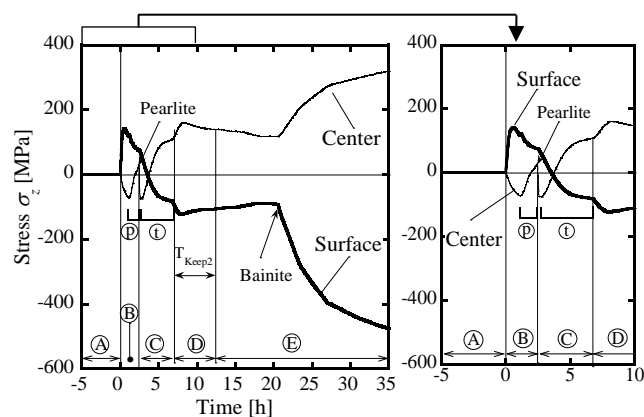 Stress σz [MPa]
400
200
0
-200
-400
-600
Pearlite
Center
Surface
Bainite
TKeep2
p
t
A
B
C
D
E
-5 0 5 10 15 20 25 30 35
Time [h]
400
200
0
-200
-400
-600
Surface
Pearlite
Center
p
t
A
B
C
D
-5 0 5 10